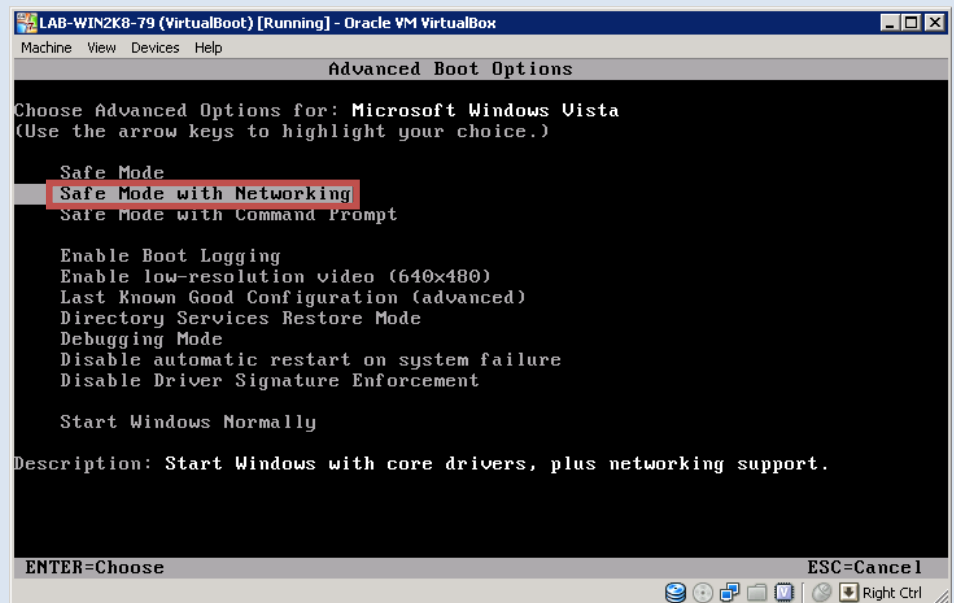 LAB-WIN2K8-79 (VirtualBoot) [Running] - Oracle VM VirtualBox
Machine View Devices Help
Advanced Boot Options
Choose Advanced Options for: Microsoft Windows Vista
(Use the arrow keys to highlight your choice.)
Safe Mode
Safe Mode with Networking
Safe Mode with Command Prompt
Enable Boot Logging
Enable low-resolution video (640x480)
Last Known Good Configuration (advanced)
Directory Services Restore Mode
Debugging Mode
Disable automatic restart on system failure
Disable Driver Signature Enforcement
Start Windows Normally
Description: Start Windows with core drivers, plus networking support.
ENTER=Choose ESC=Cancel
Right Ctrl